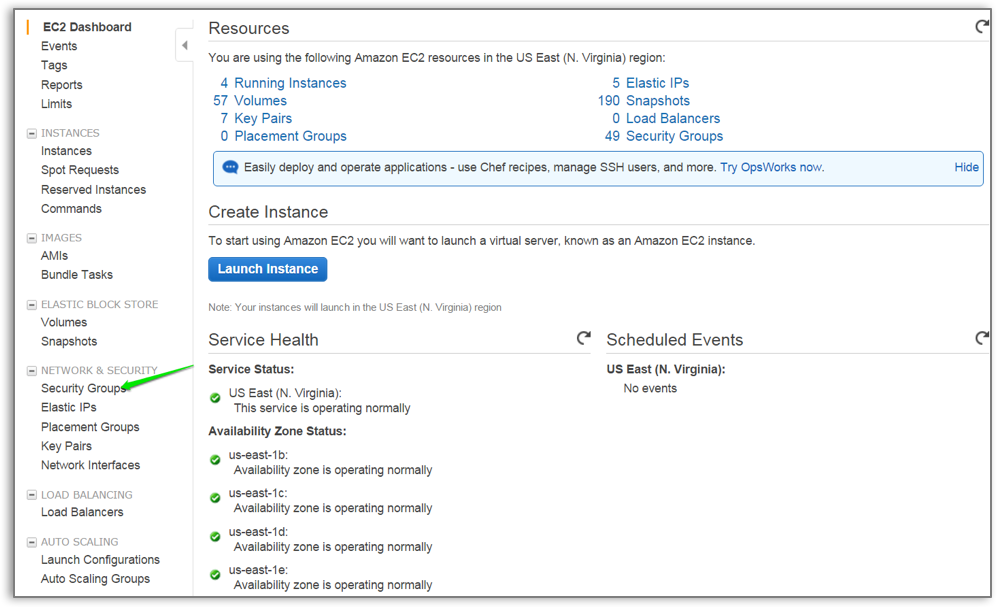 EC2 Dashboard
Events
Tags
Reports
Limits
INSTANCES
Instances
Spot Requests
Reserved Instances
Commands
IMAGES
AMIs
Bundle Tasks
ELASTIC BLOCK STORE
Volumes
Snapshots
NETWORK & SECURITY
Security Groups
Elastic IPs
Placement Groups
Key Pairs
Network Interfaces
LOAD BALANCING
Load Balancers
AUTO SCALING
Launch Configurations
Auto Scaling Groups
Resources
You are using the following Amazon EC2 resources in the US East (N. Virginia) region:
4 Running Instances
57 Volumes
7 Key Pairs
0 Placement Groups
5 Elastic IPs
190 Snapshots
0 Load Balancers
49 Security Groups
Easily deploy and operate applications - use Chef recipes, manage SSH users, and more. Try OpsWorks now. Hide
Create Instance
To start using Amazon EC2 you will want to launch a virtual server, known as an Amazon EC2 instance.
Launch Instance
Note: Your instances will launch in the US East (N. Virginia) region
Service Health
Service Status:
US East (N. Virginia):
This service is operating normally
Availability Zone Status:
us-east-1b:
Availability zone is operating normally
us-east-1c:
Availability zone is operating normally
us-east-1d:
Availability zone is operating normally
us-east-1e:
Availability zone is operating normally
Scheduled Events
US East (N. Virginia):
No events